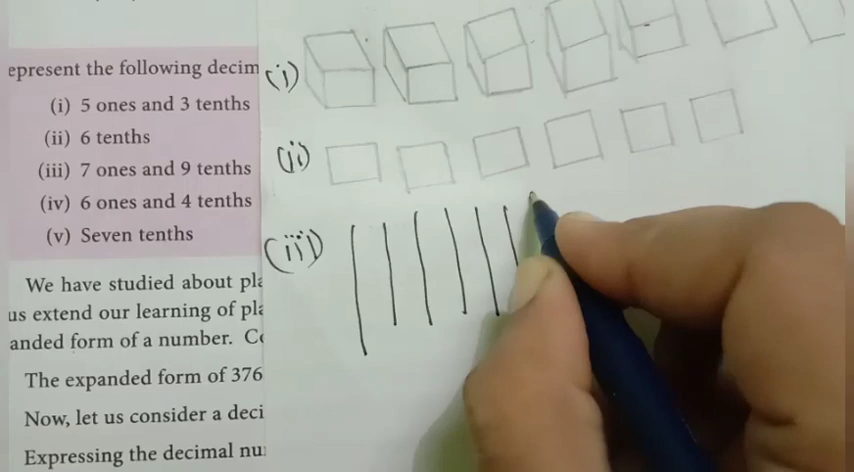 epresent the following decim
(i) 5 ones and 3 tenths
(ii) 6 tenths
(iii) 7 ones and 9 tenths
(iv) 6 ones and 4 tenths
(v) Seven tenths
We have studied about pla
us extend our learning of pla
anded form of a number.
The expanded form of 376
Now, let us consider a deci
Expressing the decimal nu
(i)
(ii)
(iii)